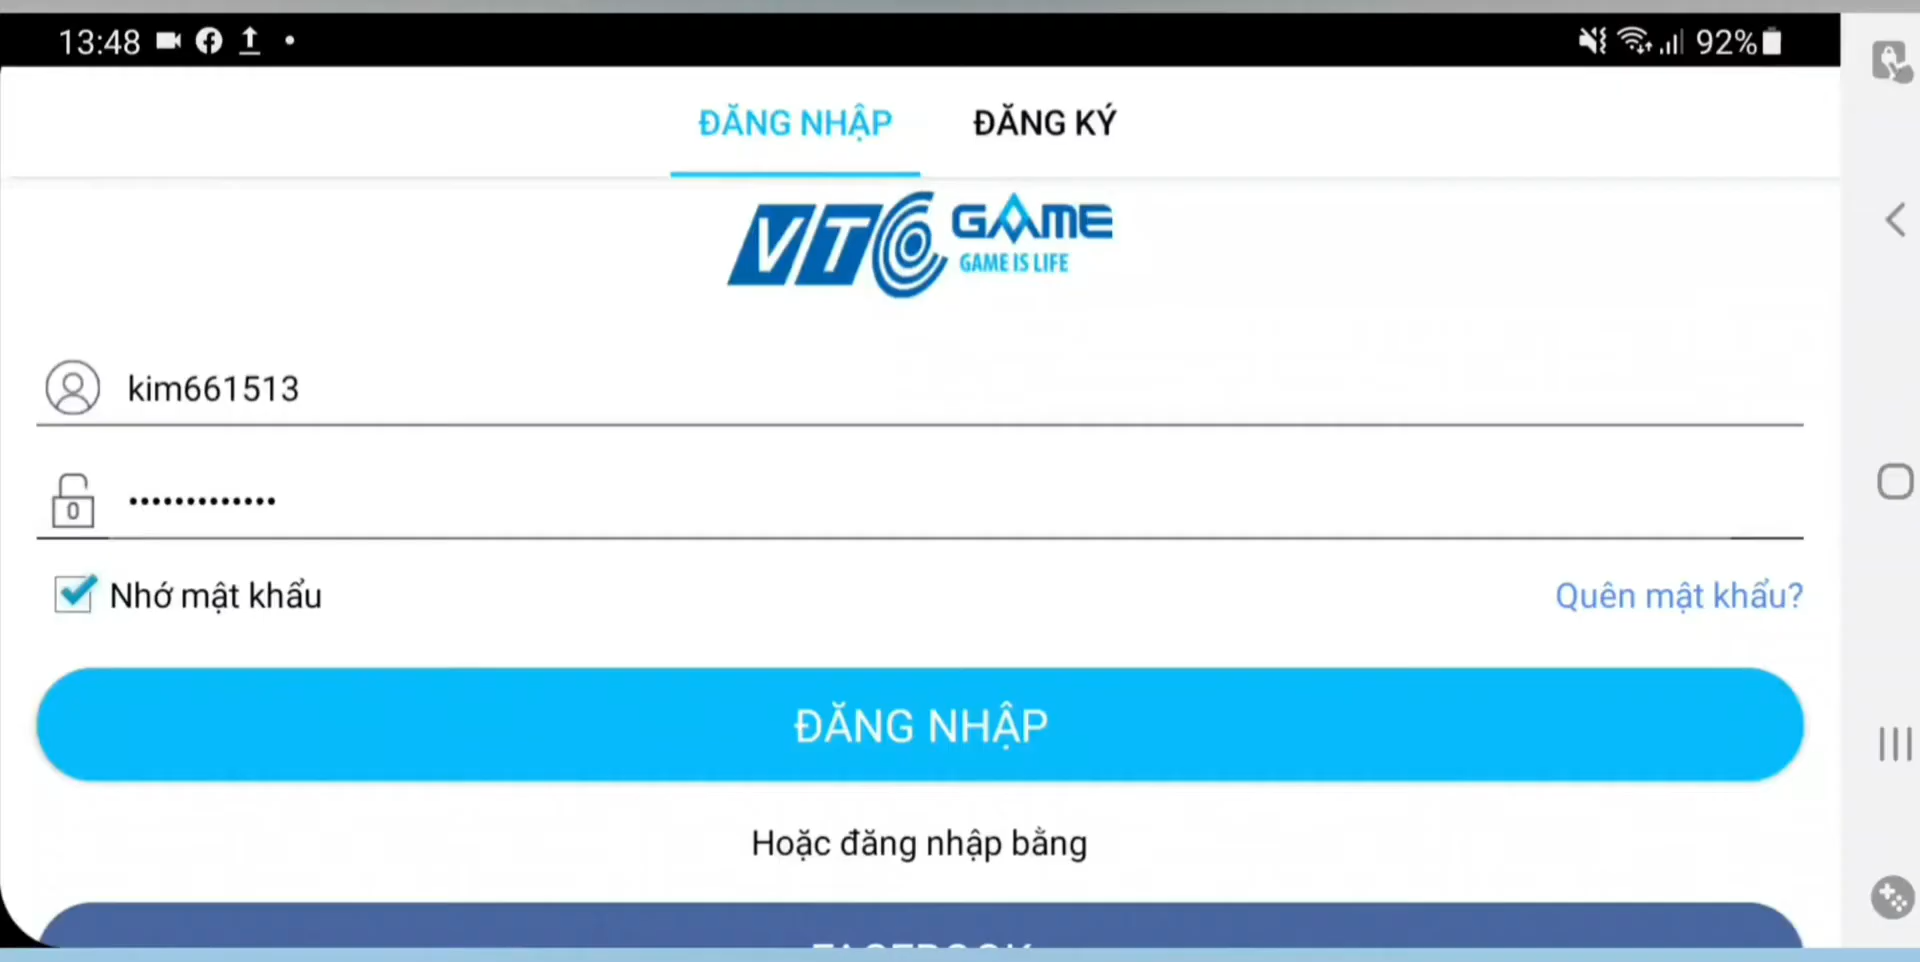 13:48
92%
ĐĂNG NHẬP ĐĂNG KÝ
VTC GAME
GAME IS LIFE
kim661513
•••••••••••••
Nhớ mật khẩu
Quên mật khẩu?
ĐĂNG NHẬP
Hoặc đăng nhập bằng
FACEBOOK